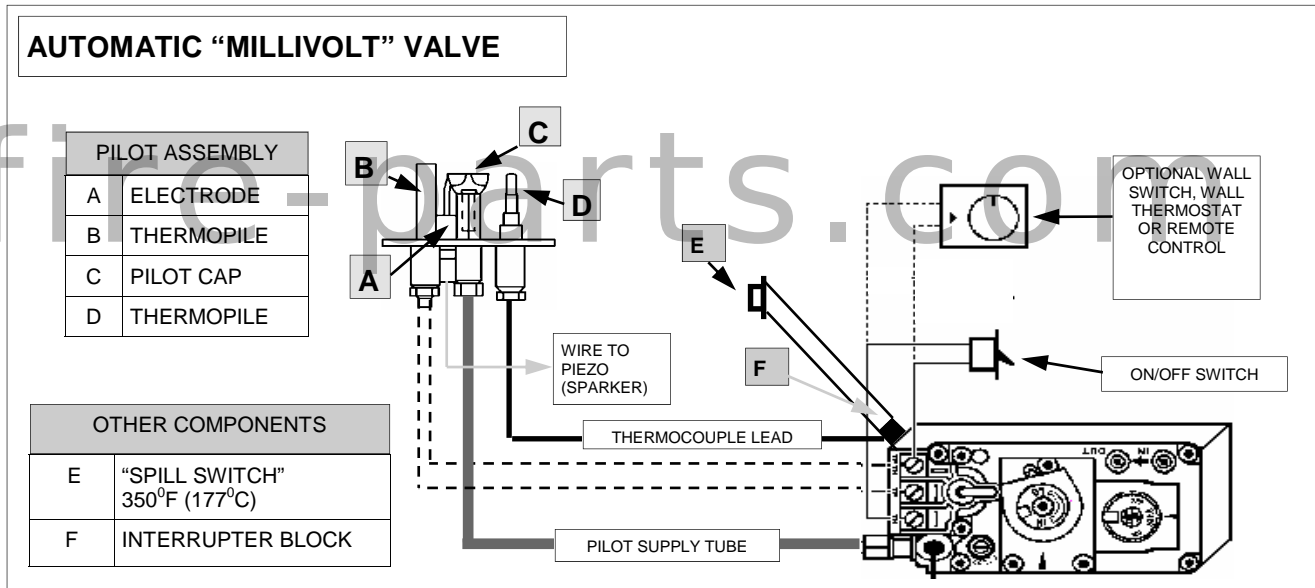 AUTOMATIC “MILLIVOLT” VALVE
fire-parts.com
PILOT ASSEMBLY
A ELECTRODE
B THERMOPILE
C PILOT CAP
D THERMOPILE
OTHER COMPONENTS
E “SPILL SWITCH”
350⁰F (177⁰C)
F INTERRUPTER BLOCK
C
B
D
A
E
F
WIRE TO
PIEZO
(SPARKER)
THERMOCOUPLE LEAD
PILOT SUPPLY TUBE
OPTIONAL WALL
SWITCH, WALL
THERMOSTAT
OR REMOTE
CONTROL
ON/OFF SWITCH
OUT
IN